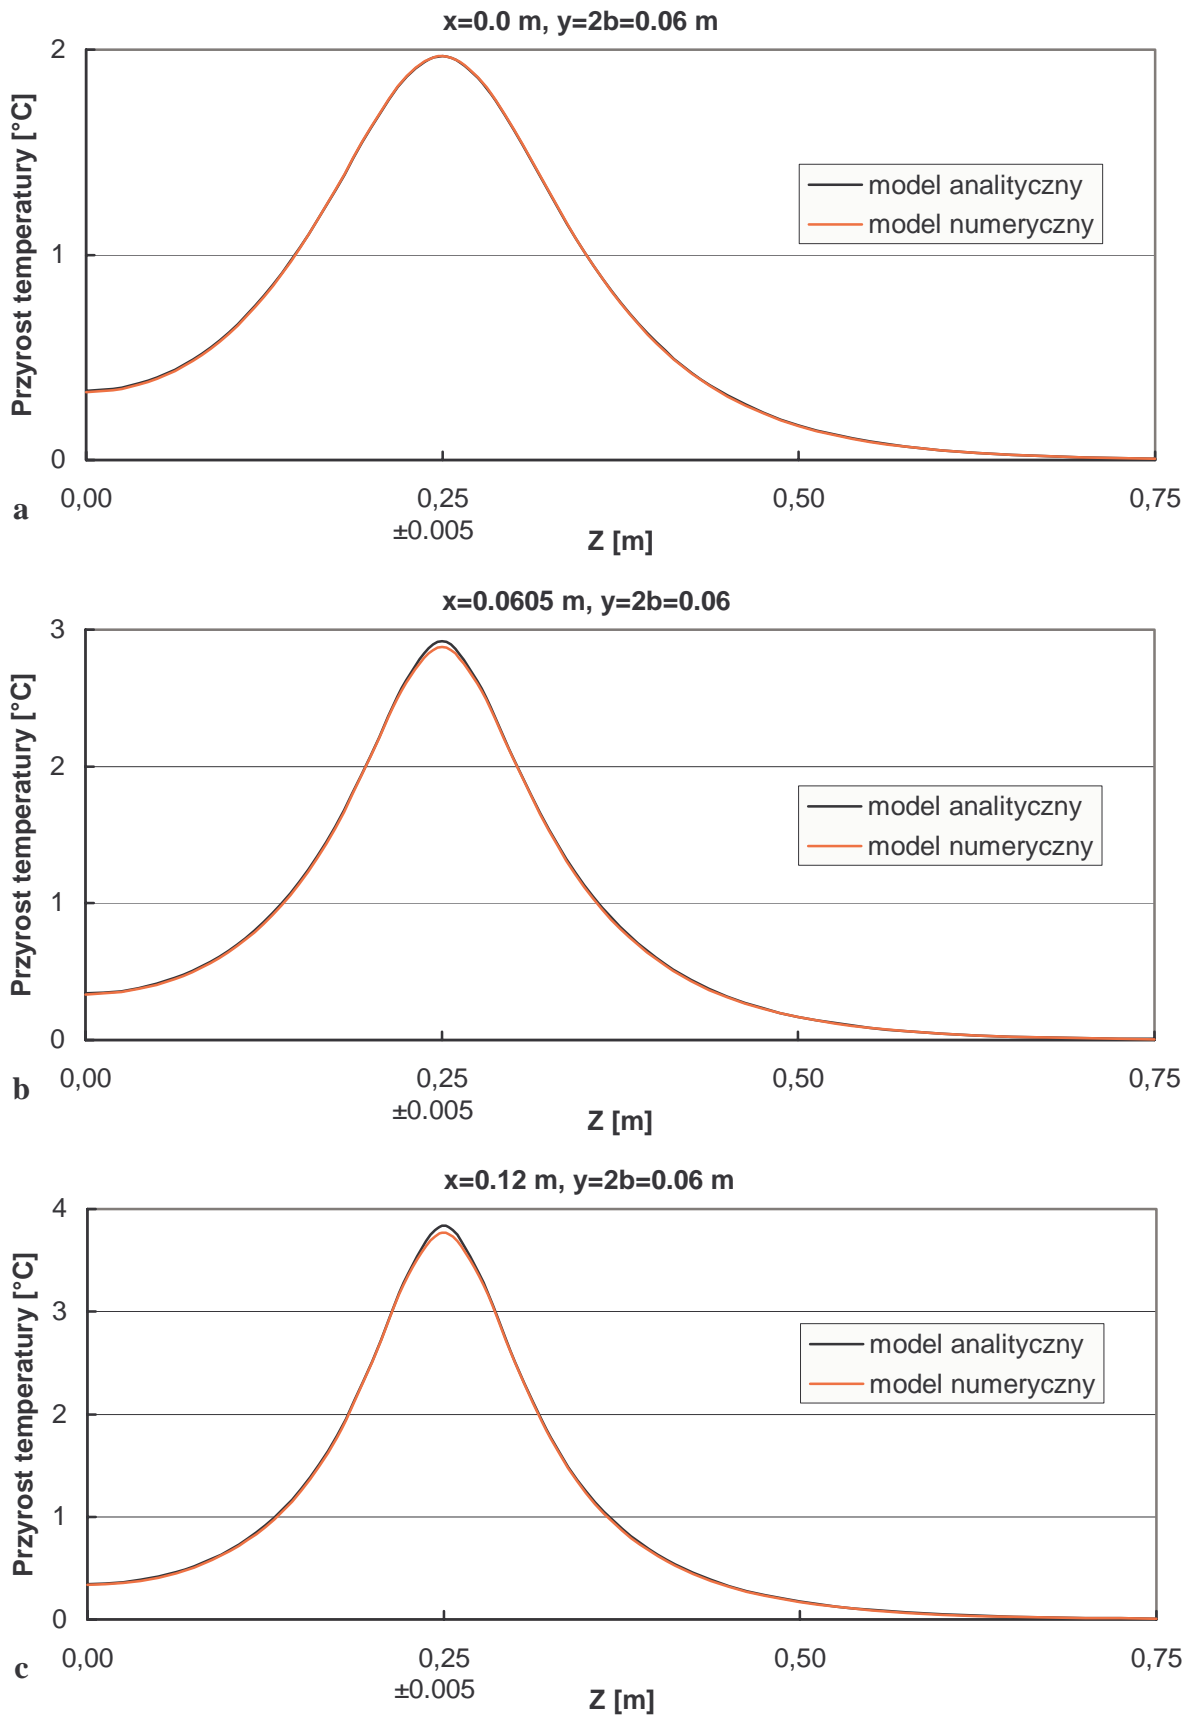 x=0.0 m, y=2b=0.06 m
2
1
0
Przyrost temperatury [°C]
model analityczny
model numeryczny
0,00
0,25
0,50
0,75
±0.005
Z [m]
a
x=0.0605 m, y=2b=0.06
3
2
1
0
Przyrost temperatury [°C]
model analityczny
model numeryczny
0,00
0,25
0,50
0,75
±0.005
Z [m]
b
x=0.12 m, y=2b=0.06 m
4
3
2
1
0
Przyrost temperatury [°C]
model analityczny
model numeryczny
0,00
0,25
0,50
0,75
±0.005
Z [m]
c